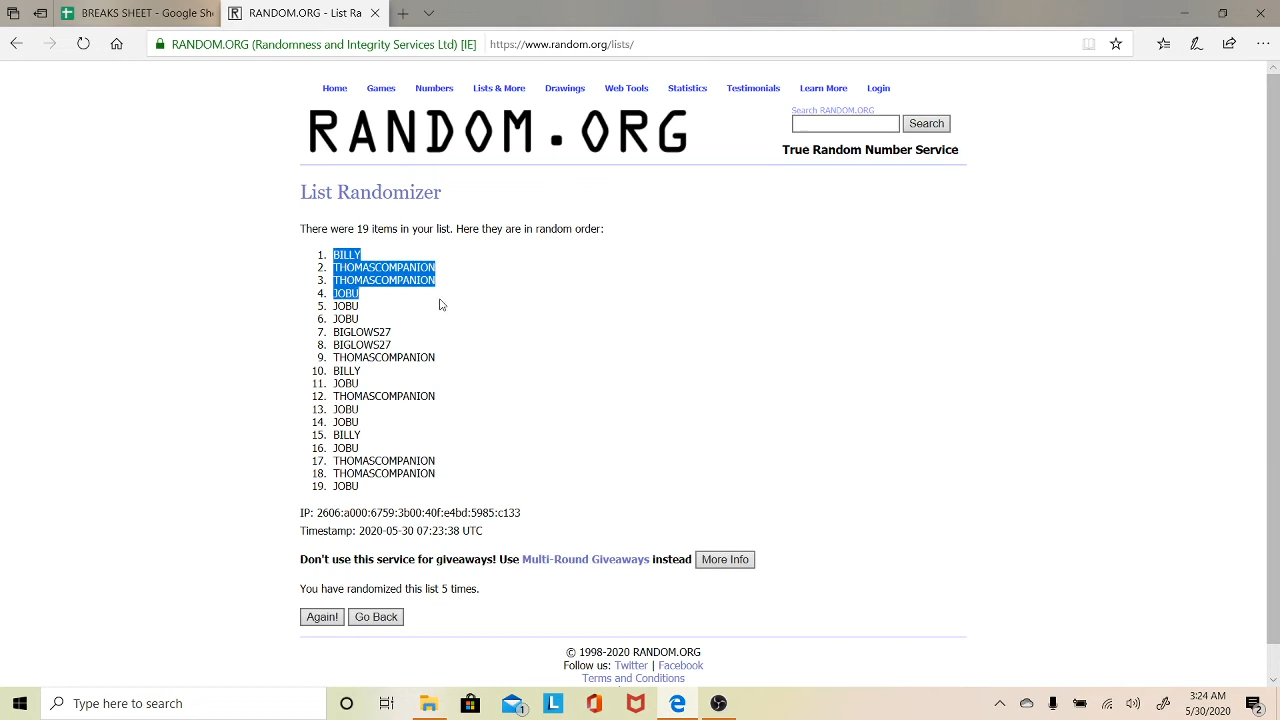 BREAKS SHEET - Google Sh
RANDOM.ORG - List
RANDOM.ORG (Randomness and Integrity Services Ltd) [IE]
https://www.random.org/lists/
Home Games Numbers Lists & More Drawings Web Tools Statistics Testimonials Learn More Login
RANDOM.ORG
Search RANDOM.ORG
Search
True Random Number Service
List Randomizer
There were 19 items in your list. Here they are in random order:
1. BILLY
2. THOMASCOMPANION
3. THOMASCOMPANION
4. JOBU
5. JOBU
6. JOBU
7. BIGLOWS27
8. BIGLOWS27
9. THOMASCOMPANION
10. BILLY
11. JOBU
12. THOMASCOMPANION
13. JOBU
14. JOBU
15. BILLY
16. JOBU
17. THOMASCOMPANION
18. THOMASCOMPANION
19. JOBU
IP: 2606:a000:6759:3b00:40f:e4bd:5985:c133
Timestamp: 2020-05-30 07:23:38 UTC
Don't use this service for giveaways! Use Multi-Round Giveaways instead More Info
You have randomized this list 5 times.
Again! Go Back
© 1998-2020 RANDOM.ORG
Follow us: Twitter | Facebook
Terms and Conditions
Type here to search
1
L
3:24 AM
5/30/2020
2